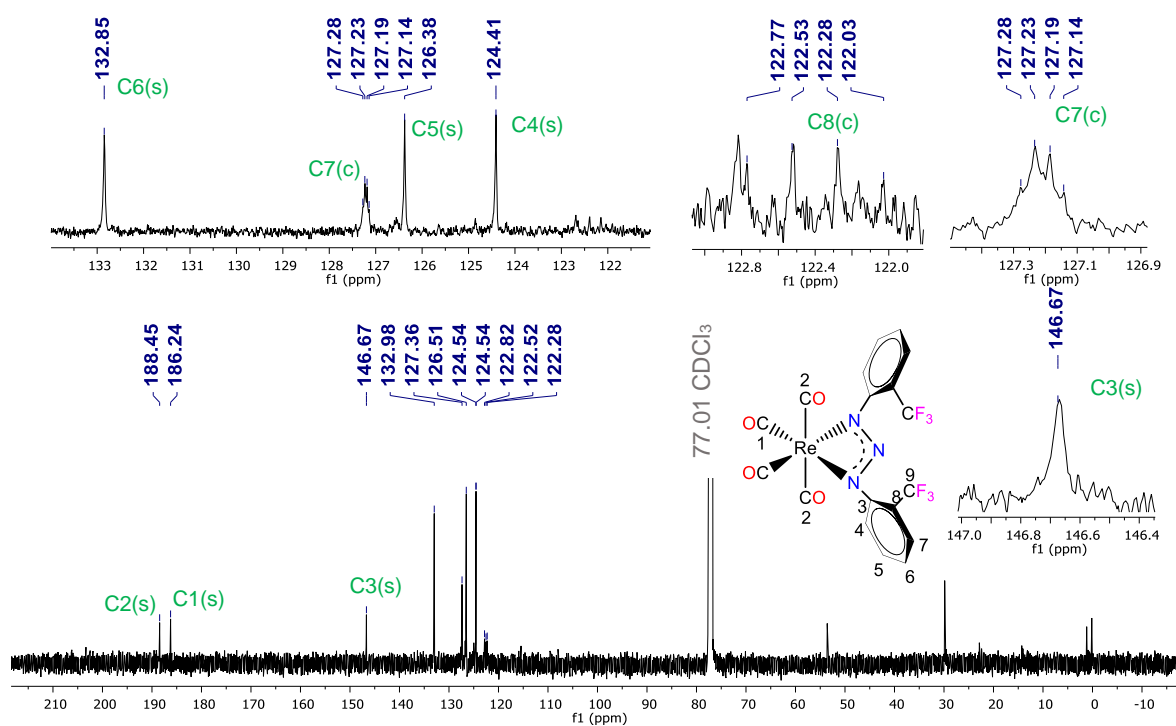 132.85
127.28
127.23
127.19
127.14
126.38
124.41
C6(s)
C7(c)
C5(s)
C4(s)
133 132 131 130 129 128 127 126 125 124 123 122
f1 (ppm)
122.77
122.53
122.28
122.03
C8(c)
122.8 122.4 122.0
f1 (ppm)
127.28
127.23
127.19
127.14
C7(c)
127.3 127.1 126.9
f1 (ppm)
188.45
186.24
146.67
132.98
127.36
126.51
124.54
124.54
122.82
122.52
122.28
77.01 CDCl3
C2(s)
C1(s)
C3(s)
2
CO
OC
1
Re
OC
CO
2
N
N
N
CF3
9
CF3
8
3
4
5
6
7
146.67
C3(s)
147.0 146.8 146.6 146.4
f1 (ppm)
210 200 190 180 170 160 150 140 130 120 110 100 90 80 70 60 50 40 30 20 10 0 -10
f1 (ppm)